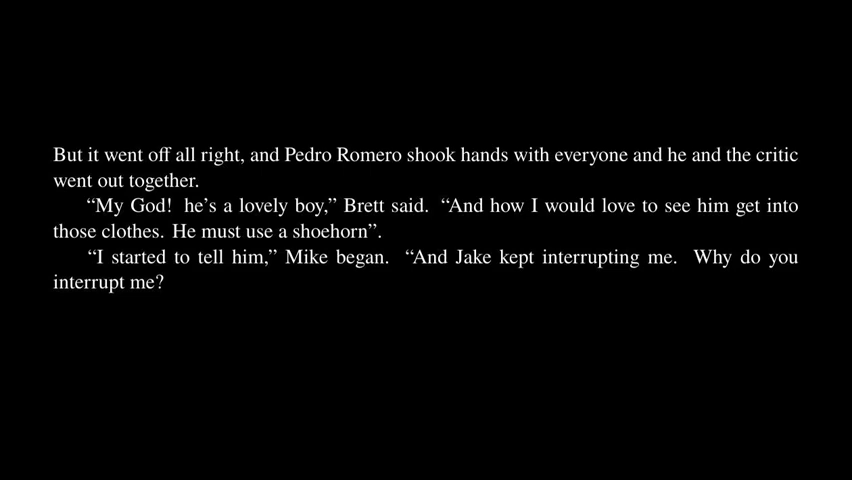 But it went off all right, and Pedro Romero shook hands with everyone and he and the critic
went out together.
“My God! he’s a lovely boy,” Brett said. “And how I would love to see him get into
those clothes. He must use a shoehorn”.
“I started to tell him,” Mike began. “And Jake kept interrupting me. Why do you
interrupt me?